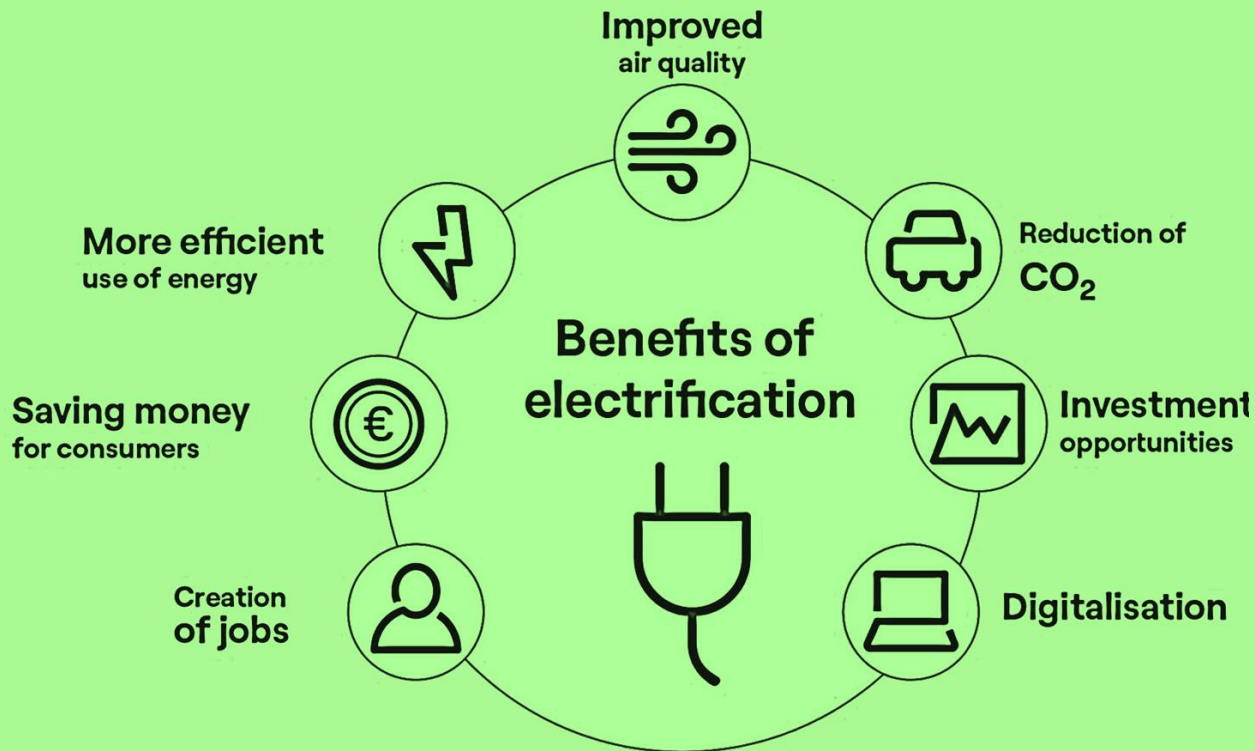 Improved
air quality
More efficient
use of energy
Reduction of
CO₂
Benefits of
electrification
Saving money
for consumers
€
Investment
opportunities
Creation
of jobs
Digitalisation